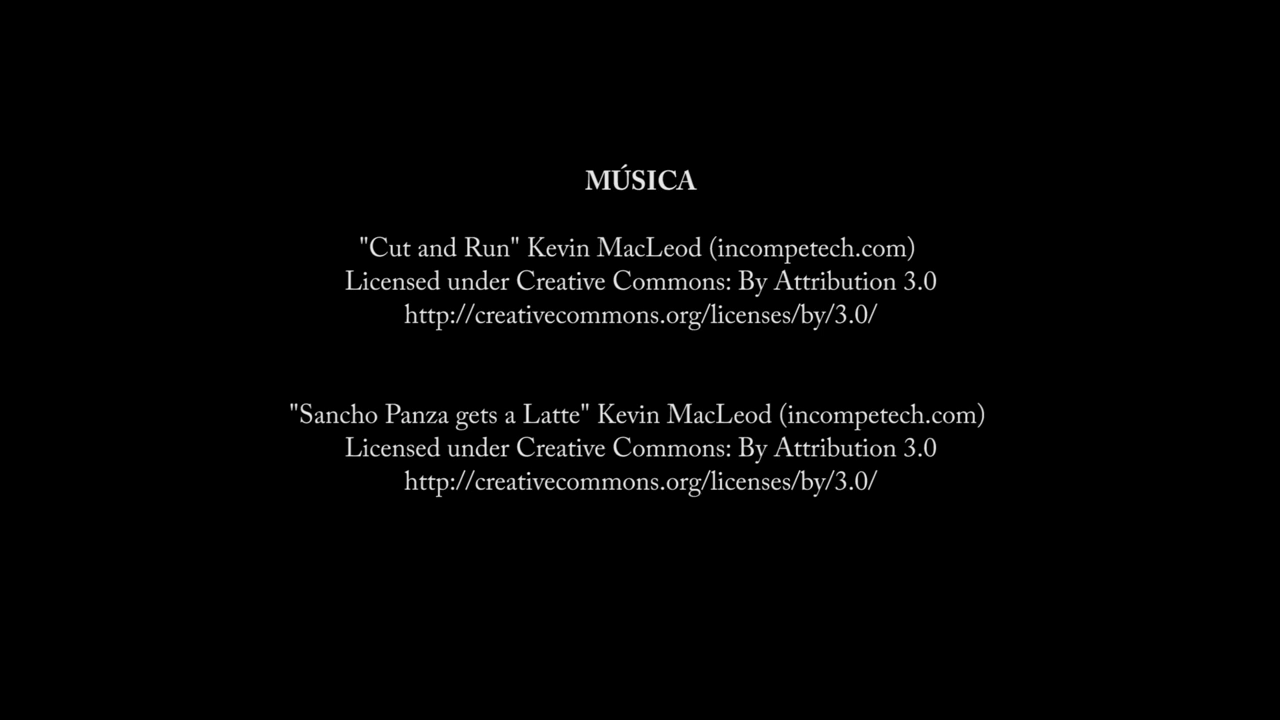 MÚSICA
"Cut and Run" Kevin MacLeod (incompetech.com)
Licensed under Creative Commons: By Attribution 3.0
http://creativecommons.org/licenses/by/3.0/
"Sancho Panza gets a Latte" Kevin MacLeod (incompetech.com)
Licensed under Creative Commons: By Attribution 3.0
http://creativecommons.org/licenses/by/3.0/